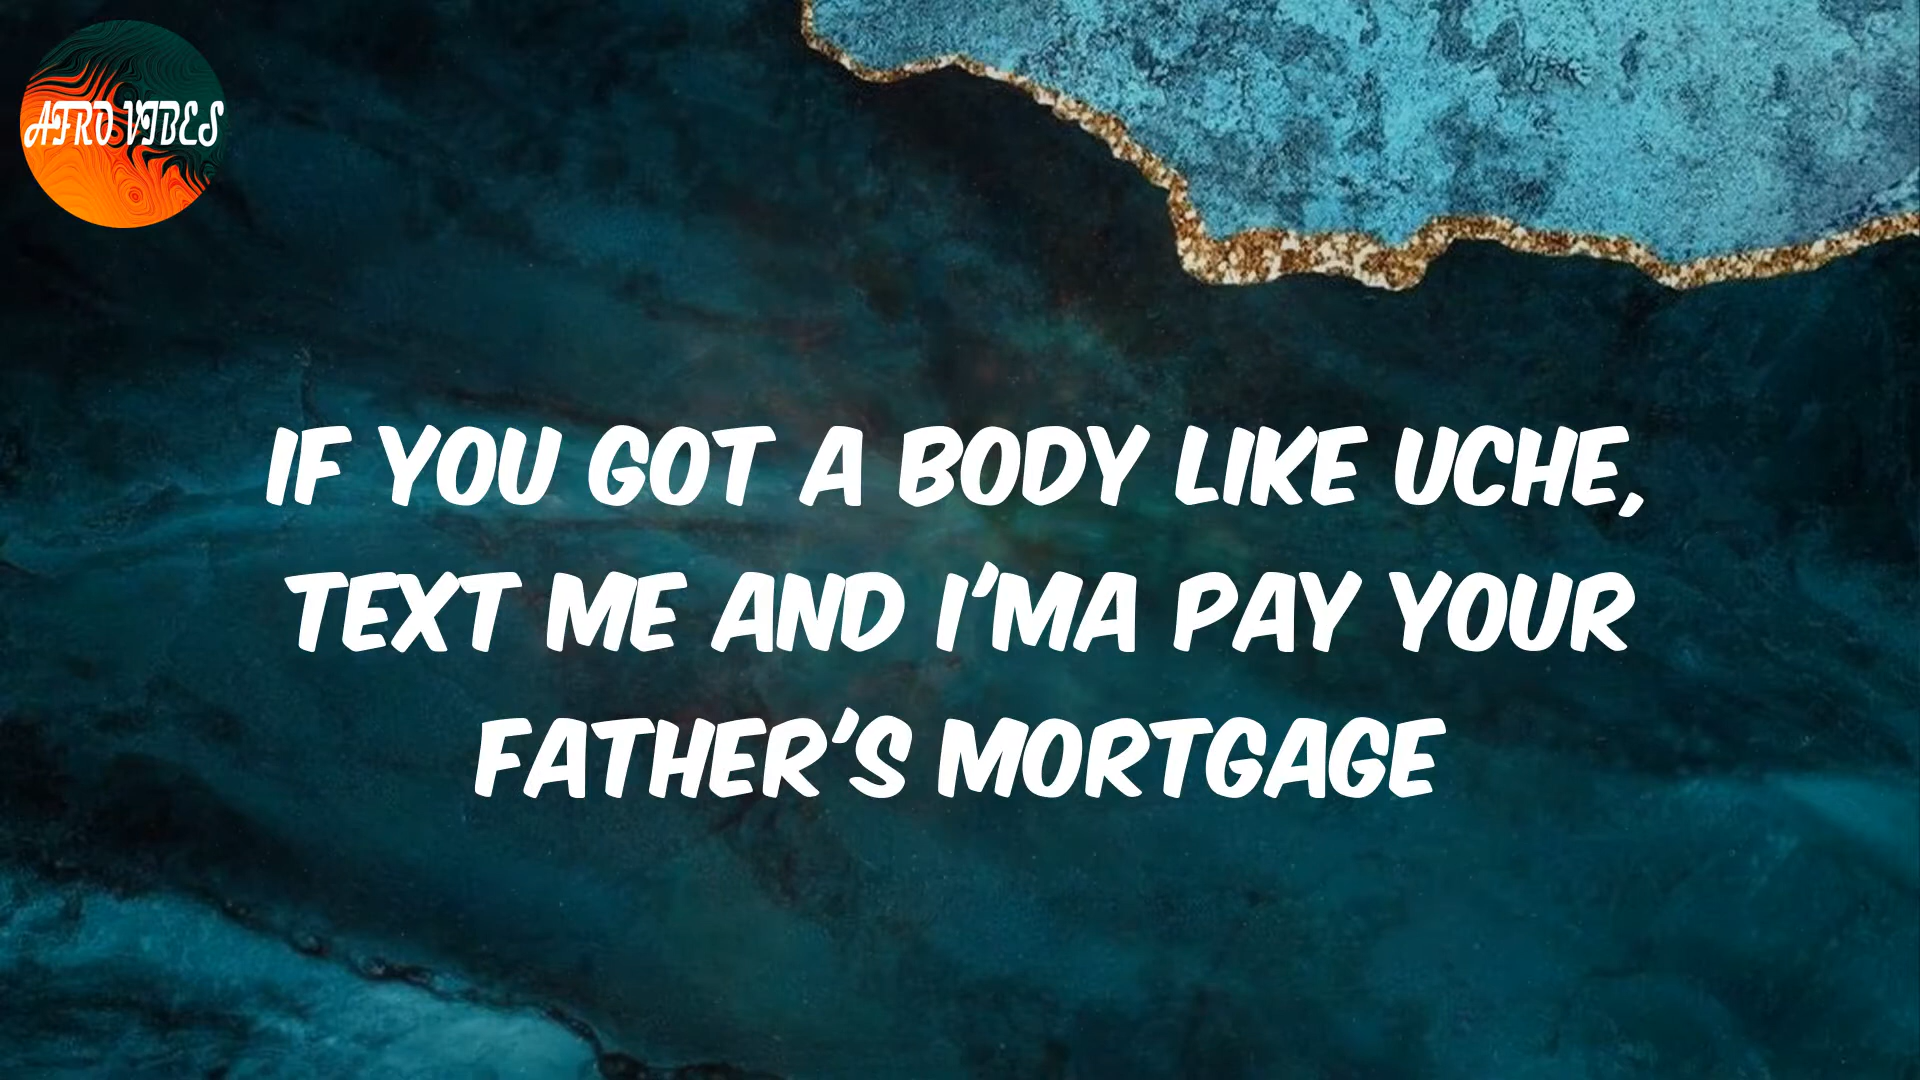 AFRO VIBES
IF YOU GOT A BODY LIKE UCHE,
TEXT ME AND I'MA PAY YOUR
FATHER'S MORTGAGE